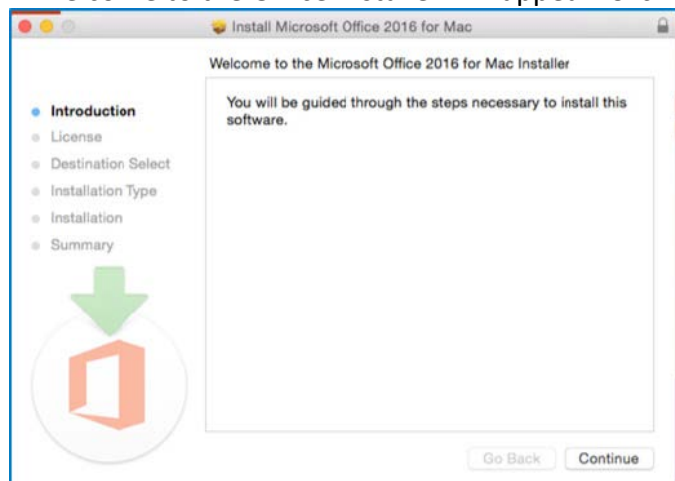 Install Microsoft Office 2016 for Mac
Welcome to the Microsoft Office 2016 for Mac Installer
You will be guided through the steps necessary to install this
software.
Introduction
License
Destination Select
Installation Type
Installation
Summary
Go Back
Continue